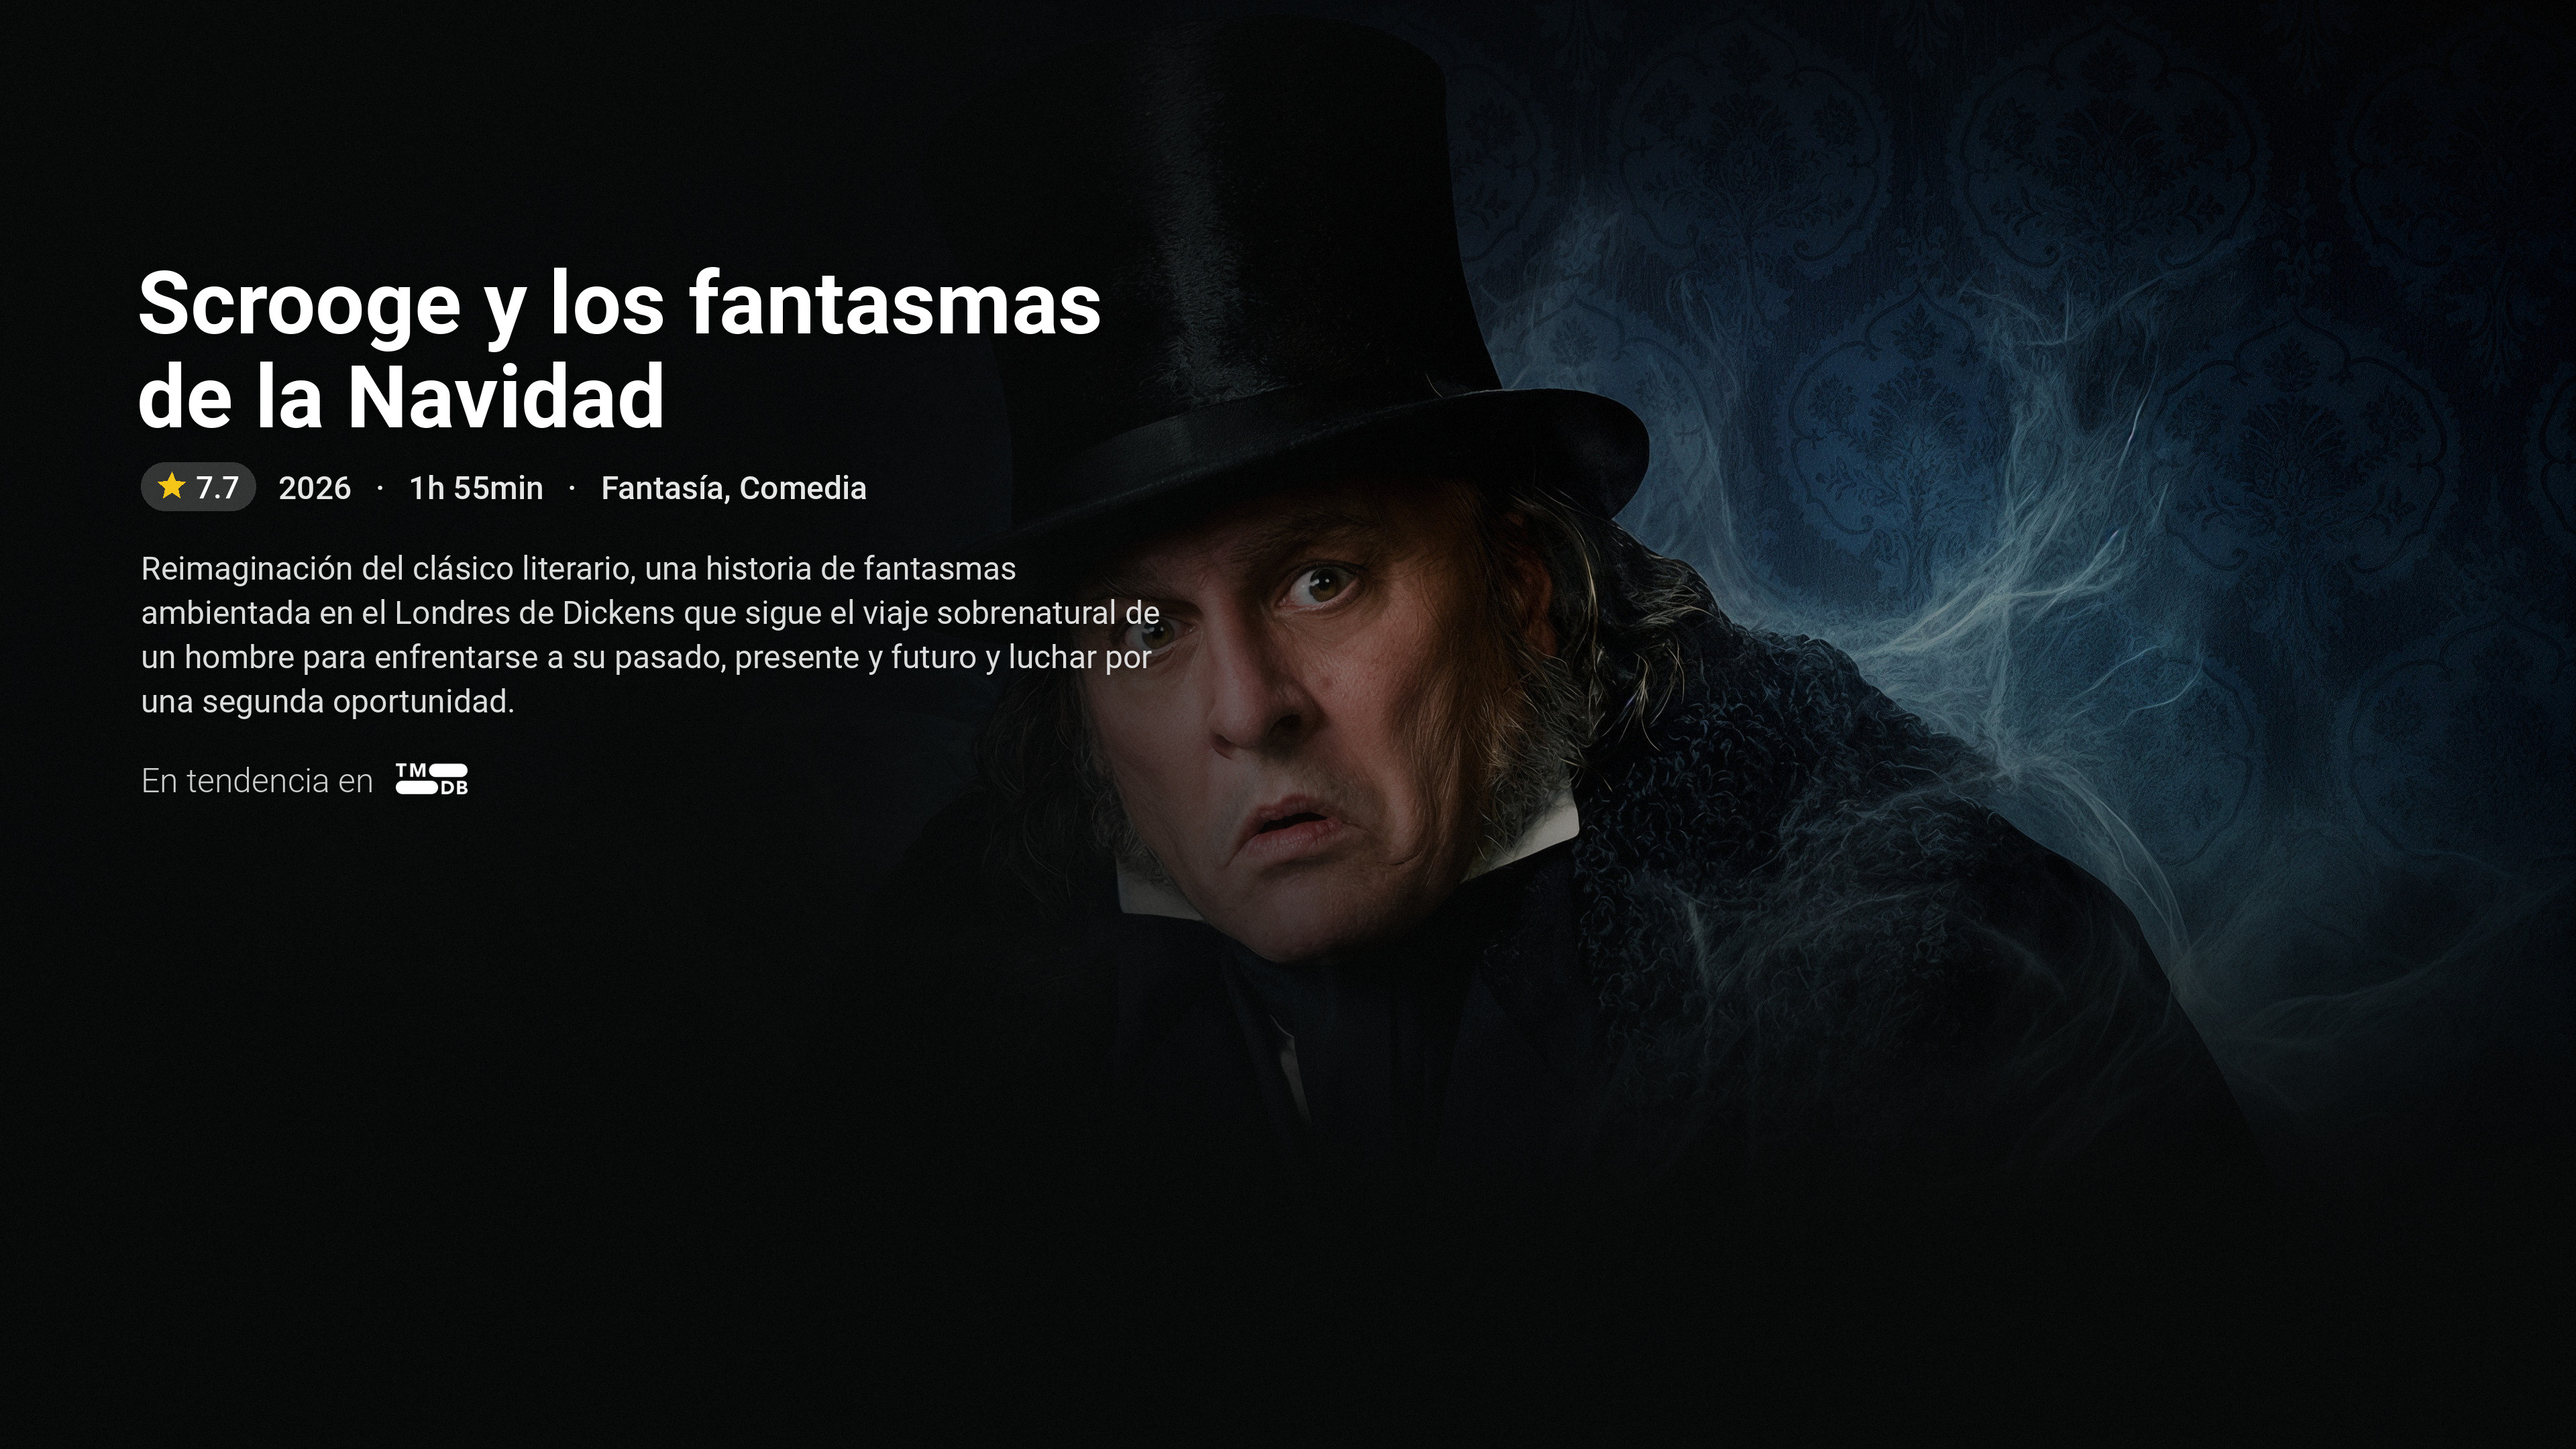 Scrooge y los fantasmas
de la Navidad
7.7 2026 · 1h 55min · Fantasía, Comedia
Reimaginación del clásico literario, una historia de fantasmas
ambientada en el Londres de Dickens que sigue el viaje sobrenatural de
un hombre para enfrentarse a su pasado, presente y futuro y luchar por
una segunda oportunidad.
En tendencia en TM
DB